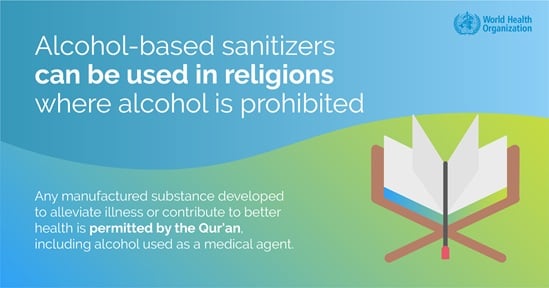 World Health
Organization
Alcohol-based sanitizers
can be used in religions
where alcohol is prohibited
Any manufactured substance developed
to alleviate illness or contribute to better
health is permitted by the Qur'an,
including alcohol used as a medical agent.